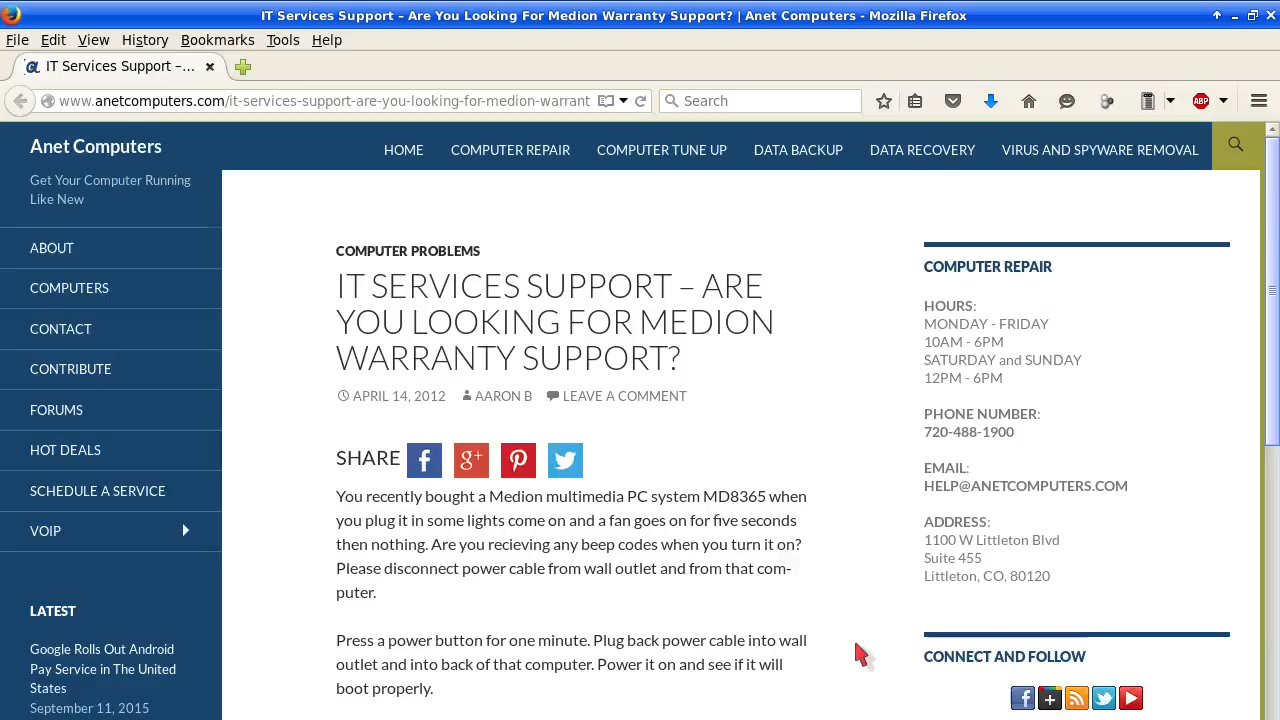 IT Services Support – Are You Looking For Medion Warranty Support? | Anet Computers - Mozilla Firefox
File Edit View History Bookmarks Tools Help
IT Services Support –...
www.anetcomputers.com/it-services-support-are-you-looking-for-medion-warrant
Search
ABP
Anet Computers
HOME COMPUTER REPAIR COMPUTER TUNE UP DATA BACKUP DATA RECOVERY VIRUS AND SPYWARE REMOVAL
Get Your Computer Running
Like New
ABOUT
COMPUTERS
CONTACT
CONTRIBUTE
FORUMS
HOT DEALS
SCHEDULE A SERVICE
VOIP
LATEST
Google Rolls Out Android
Pay Service in The United
States
September 11, 2015
COMPUTER PROBLEMS
IT SERVICES SUPPORT – ARE
YOU LOOKING FOR MEDION
WARRANTY SUPPORT?
APRIL 14, 2012 AARON B LEAVE A COMMENT
SHARE
You recently bought a Medion multimedia PC system MD8365 when
you plug it in some lights come on and a fan goes on for five seconds
then nothing. Are you recieving any beep codes when you turn it on?
Please disconnect power cable from wall outlet and from that com-
puter.
Press a power button for one minute. Plug back power cable into wall
outlet and into back of that computer. Power it on and see if it will
boot properly.
COMPUTER REPAIR
HOURS:
MONDAY - FRIDAY
10AM - 6PM
SATURDAY and SUNDAY
12PM - 6PM
PHONE NUMBER:
720-488-1900
EMAIL:
HELP@ANETCOMPUTERS.COM
ADDRESS:
1100 W Littleton Blvd
Suite 455
Littleton, CO, 80120
CONNECT AND FOLLOW